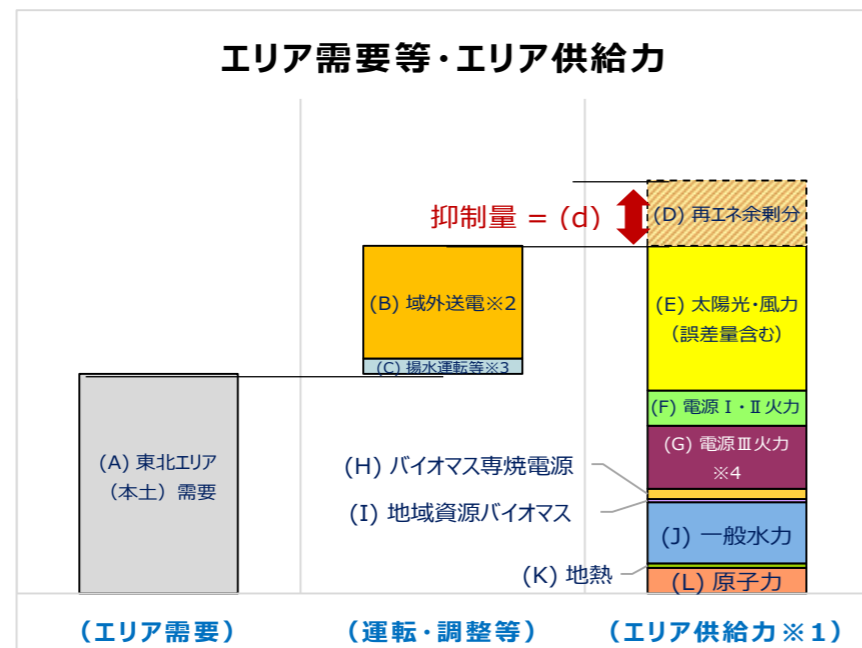 エリア需要等・エリア供給力
抑制量 = (d)
(D) 再エネ余剰分
(B) 域外送電※2
(C) 揚水運転等※3
(E) 太陽光・風力
（誤差量含む）
(F) 電源Ⅰ・Ⅱ火力
(A) 東北エリア
（本土）需要
(G) 電源Ⅲ火力
※4
(H) バイオマス専焼電源
(I) 地域資源バイオマス
(J) 一般水力
(K) 地熱
(L) 原子力
（エリア需要）
（運転・調整等）
（エリア供給力※1）